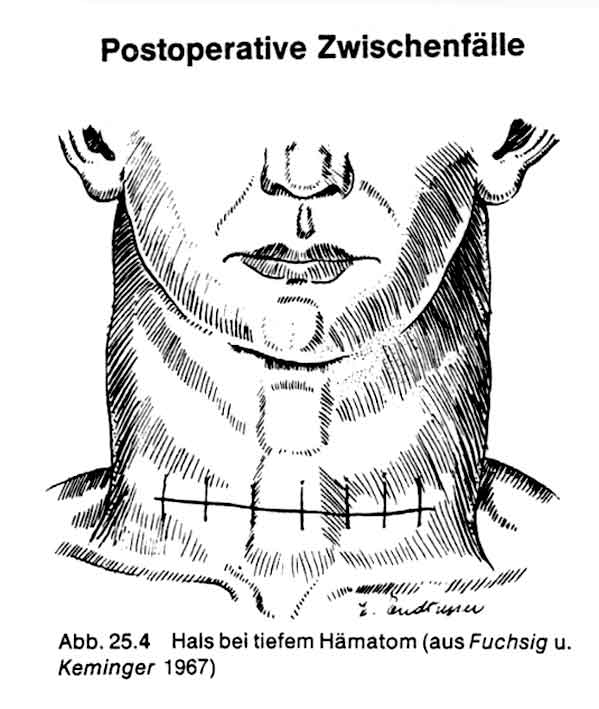 Postoperative Zwischenfälle
Abb. 25.4 Hals bei tiefem Hämatom (aus Fuchsig u.
Keminger 1967)